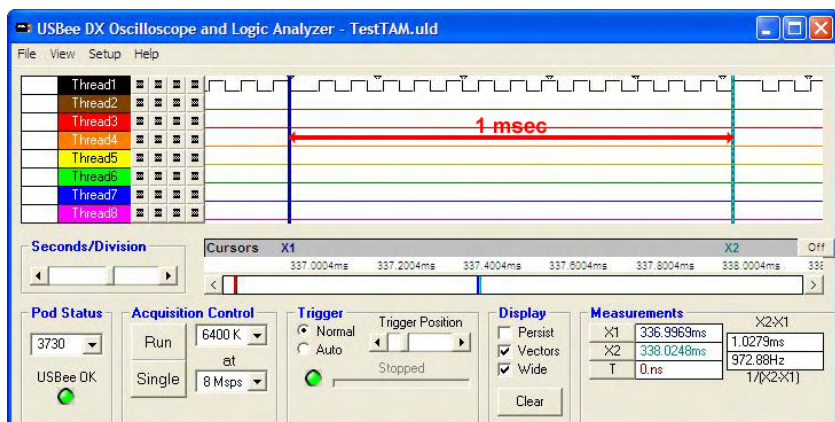 USBee DX Oscilloscope and Logic Analyzer - TestTAM.uld
File View Setup Help
Thread1
Thread2
Thread3
1 msec
Thread4
Thread5
Thread6
Thread7
Thread8
Seconds/Division
Cursors X1 X2 Off
337.0004ms 337.2004ms 337.4004ms 337.6004ms 337.8004ms 338.0004ms 338
Pod Status Acquisition Control Trigger Display Measurements
3730 Run 6400 K Normal Trigger Position Persist X1 336.9969ms X2-X1
Auto Vectors X2 338.0248ms 1.0279ms
USBee OK at Stopped Wide T 0.ns 972.88Hz
Single 8 Msps 1/(X2-X1)
Clear